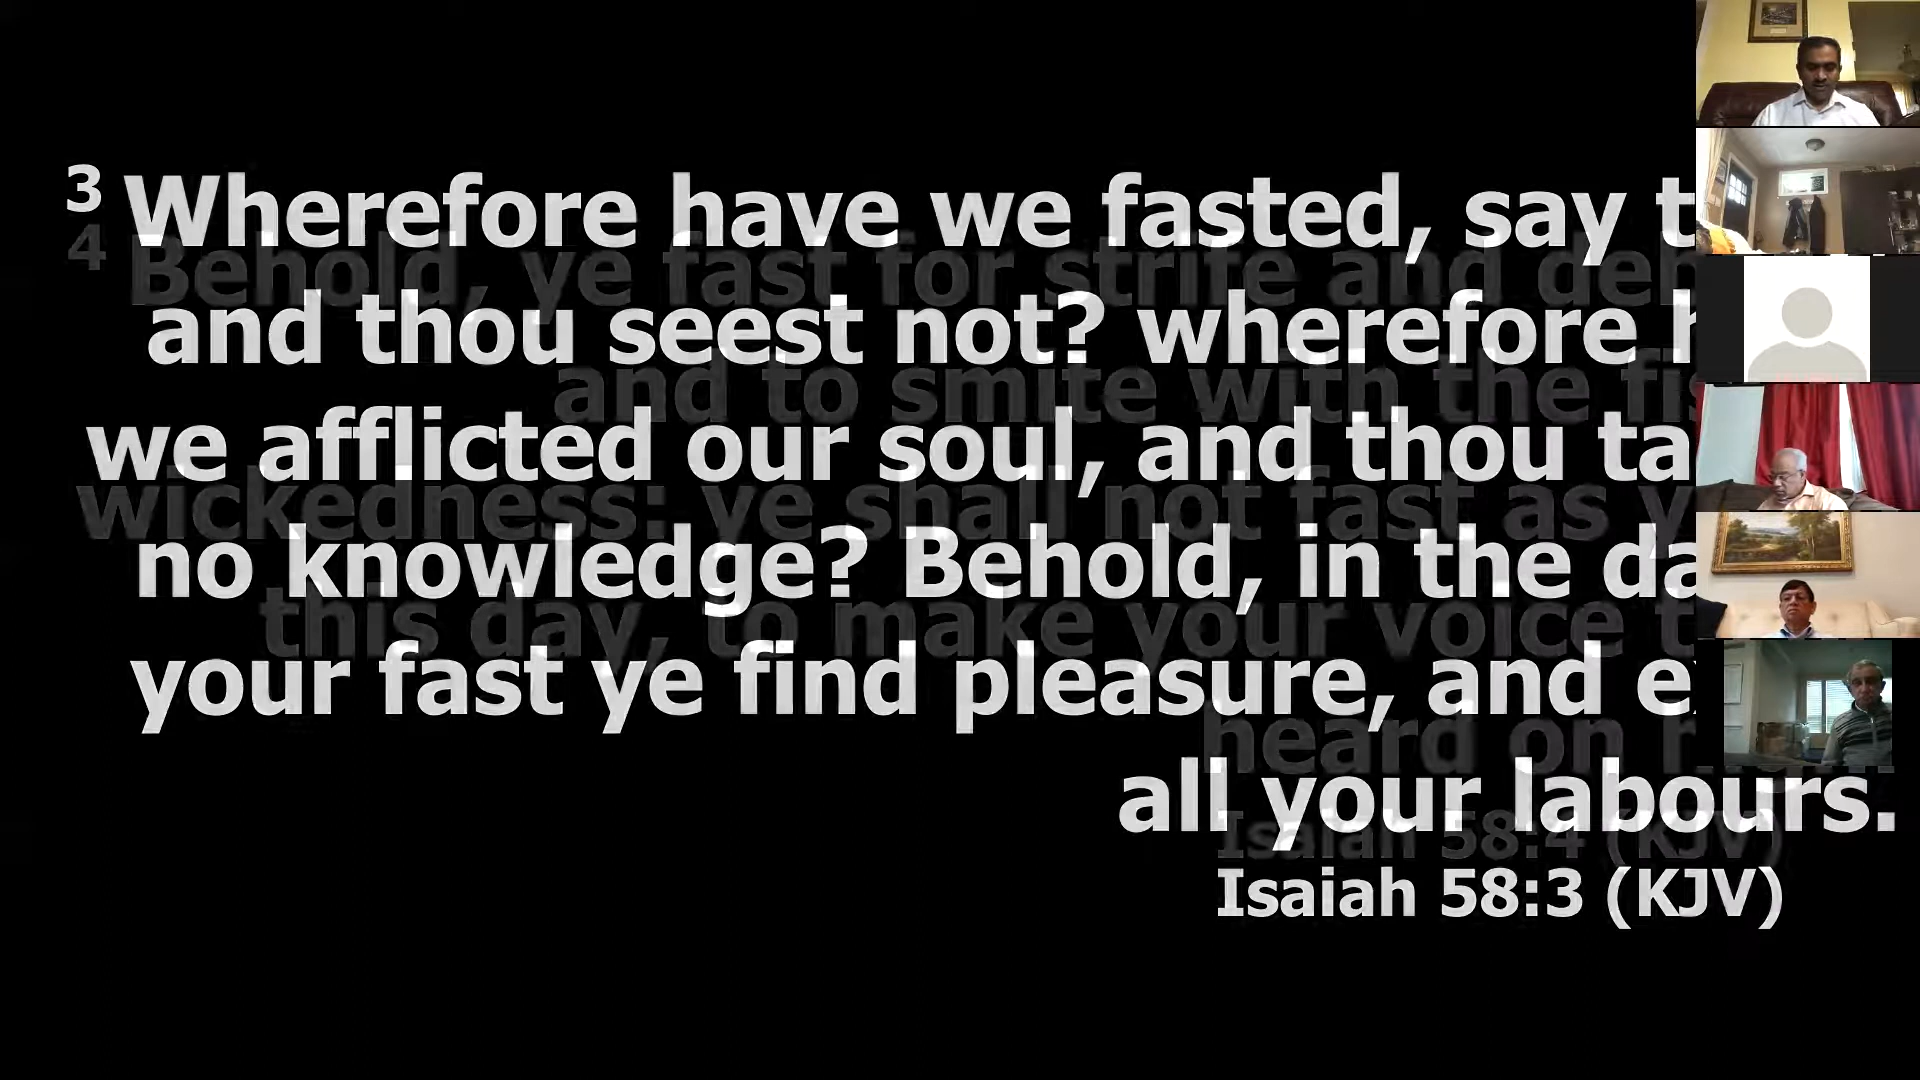 3 Wherefore have we fasted, say t
and thou seest not? wherefore h
we afflicted our soul, and thou ta
no knowledge? Behold, in the da
your fast ye find pleasure, and ex
all your labours.
Isaiah 58:3 (KJV)
4 Behold, ye fast for strife and deb
and to smite with the fis
wickedness: ye shall not fast as y
this day, to make your voice t
heard on
Isaiah 58:4 (KJV)